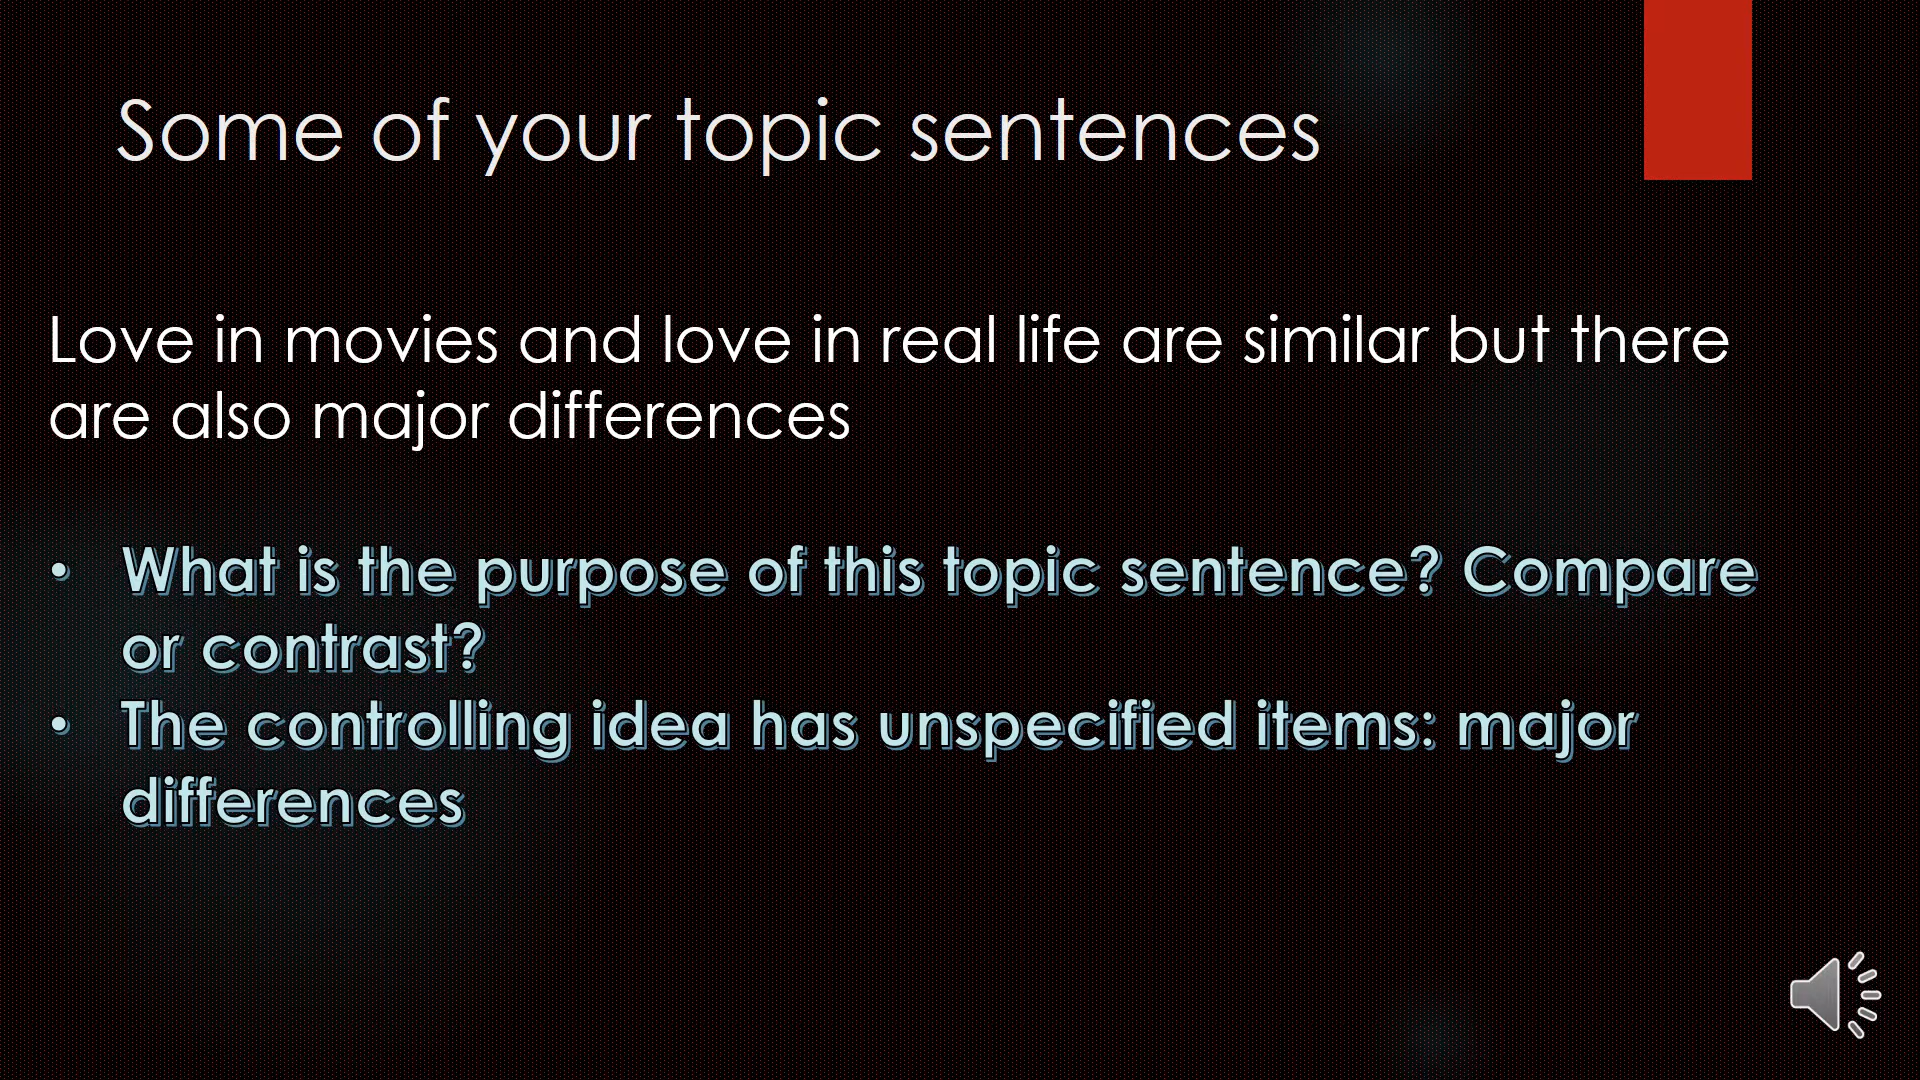 Some of your topic sentences
Love in movies and love in real life are similar but there
are also major differences
• What is the purpose of this topic sentence? Compare
or contrast?
• The controlling idea has unspecified items: major
differences